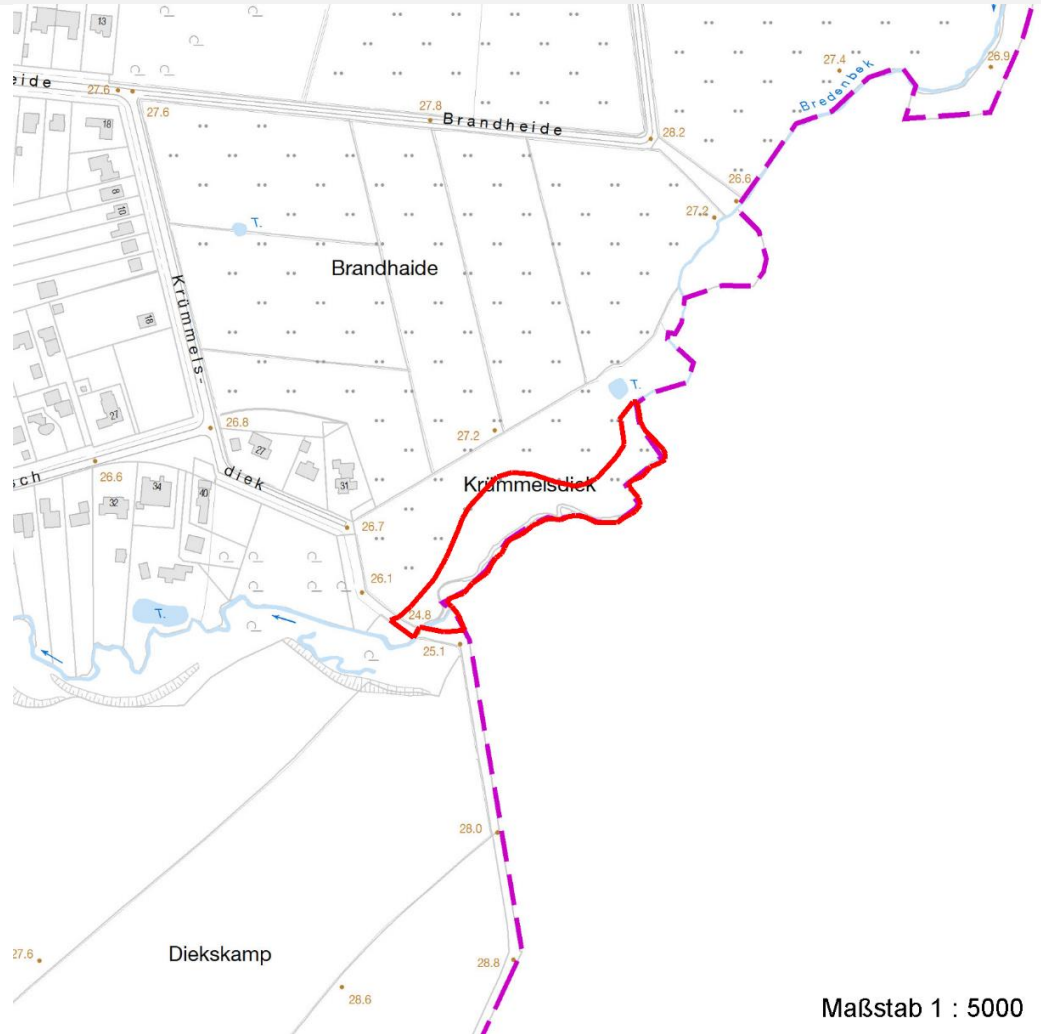 13
27.4
26.9
eide
27.6
27.6
27.8
Bredenbek
Brandheide
18
28.2
8
26.6
10
27.2
T.
Brandhaide
Krümmels-
18
T.
27
26.8
27.2
27
diek
sch
26.6
31
Krümmelsdiek
34
40
32
26.7
26.1
T.
24.8
25.1
28.0
Diekskamp
27.6
28.8
28.6
Maßstab 1 : 5000